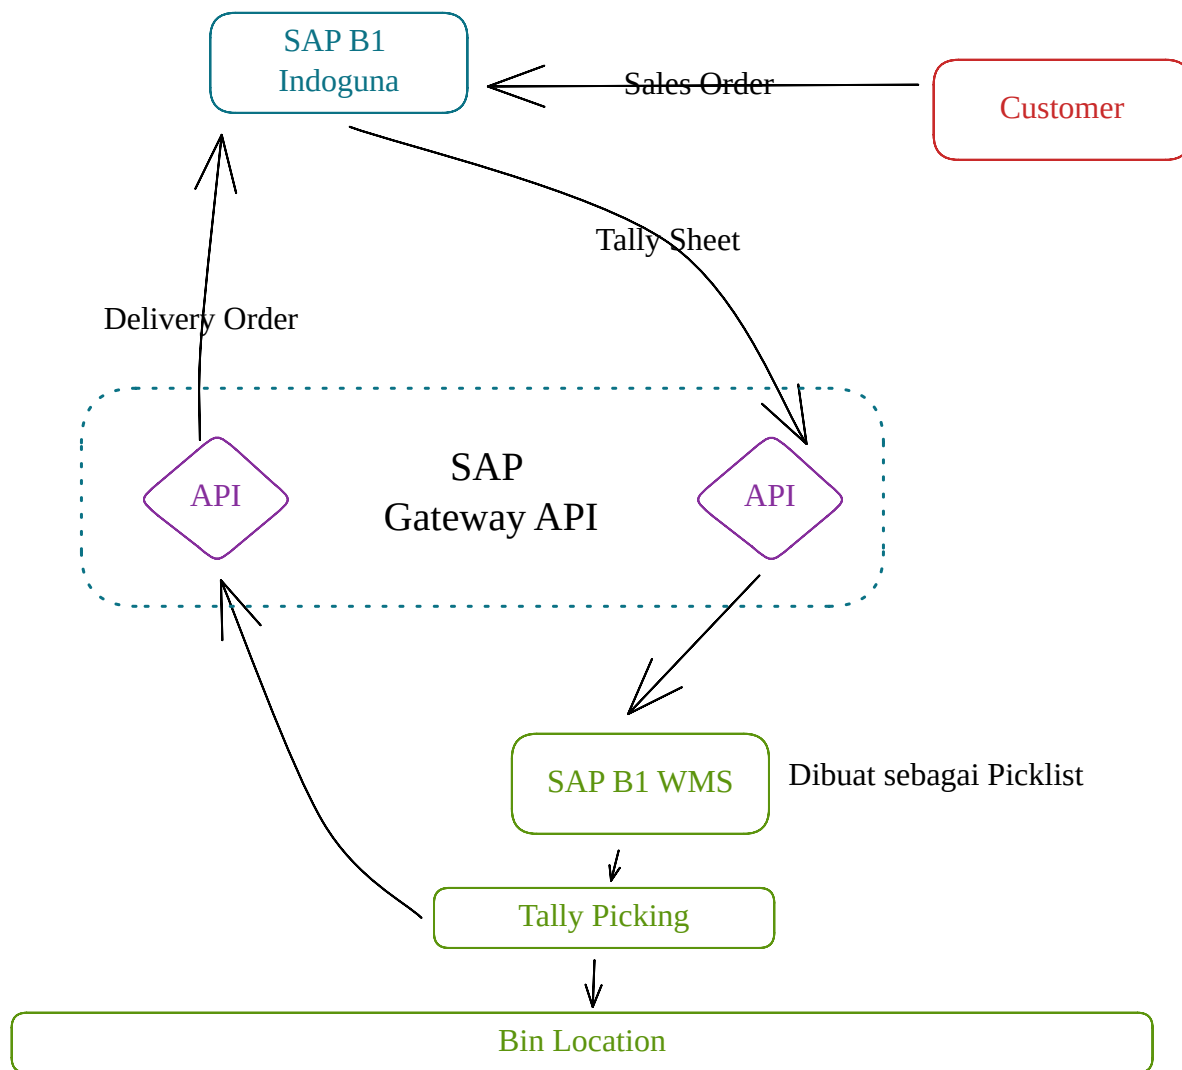 SAP B1
Indoguna
Sales Order
Customer
Tally Sheet
Delivery Order
API
SAP
Gateway API
API
SAP B1 WMS
Dibuat sebagai Picklist
Tally Picking
Bin Location